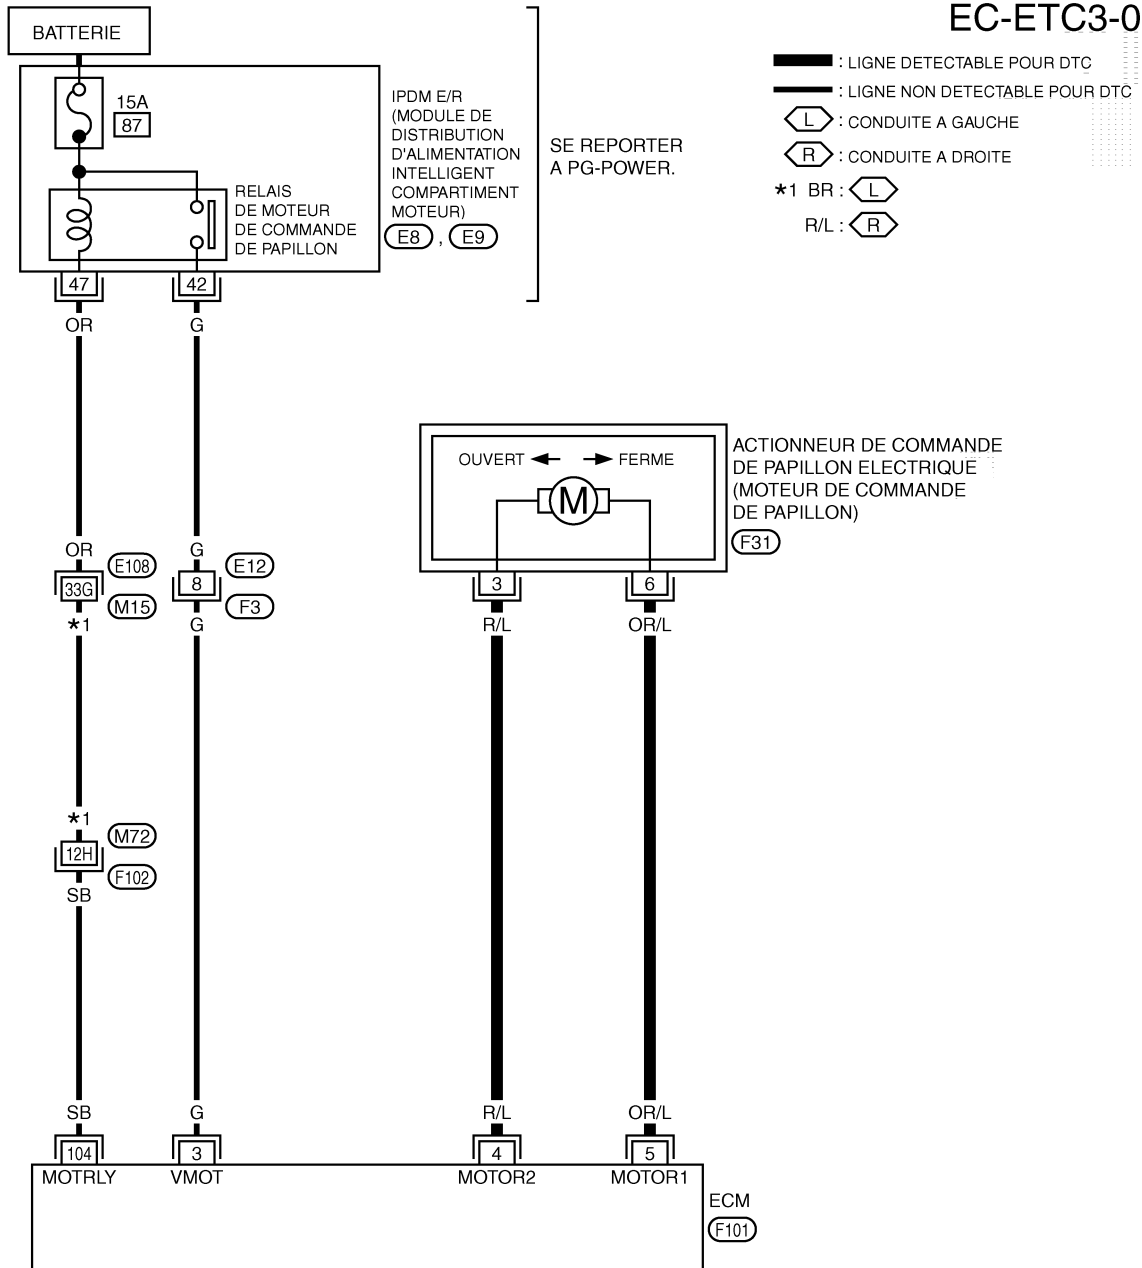 EC-ETC3-0
BATTERIE
15A
87
IPDM E/R
(MODULE DE
DISTRIBUTION
D'ALIMENTATION
INTELLIGENT
COMPARTIMENT
MOTEUR)
E8 , E9
SE REPORTER
A PG-POWER.
: LIGNE DETECTABLE POUR DTC
: LIGNE NON DETECTABLE POUR DTC
L : CONDUITE A GAUCHE
R : CONDUITE A DROITE
*1 BR : L
R/L : R
RELAIS
DE MOTEUR
DE COMMANDE
DE PAPILLON
47 42
OR G
OUVERT FERME
M
ACTIONNEUR DE COMMANDE
DE PAPILLON ELECTRIQUE
(MOTEUR DE COMMANDE
DE PAPILLON)
F31
OR E108 G E12
33G 8
M15 F3
*1 G
3 6
R/L OR/L
*1
M72
12H
F102
SB
SB G R/L OR/L
104 3 4 5
MOTRLY VMOT MOTOR2 MOTOR1
ECM
F101